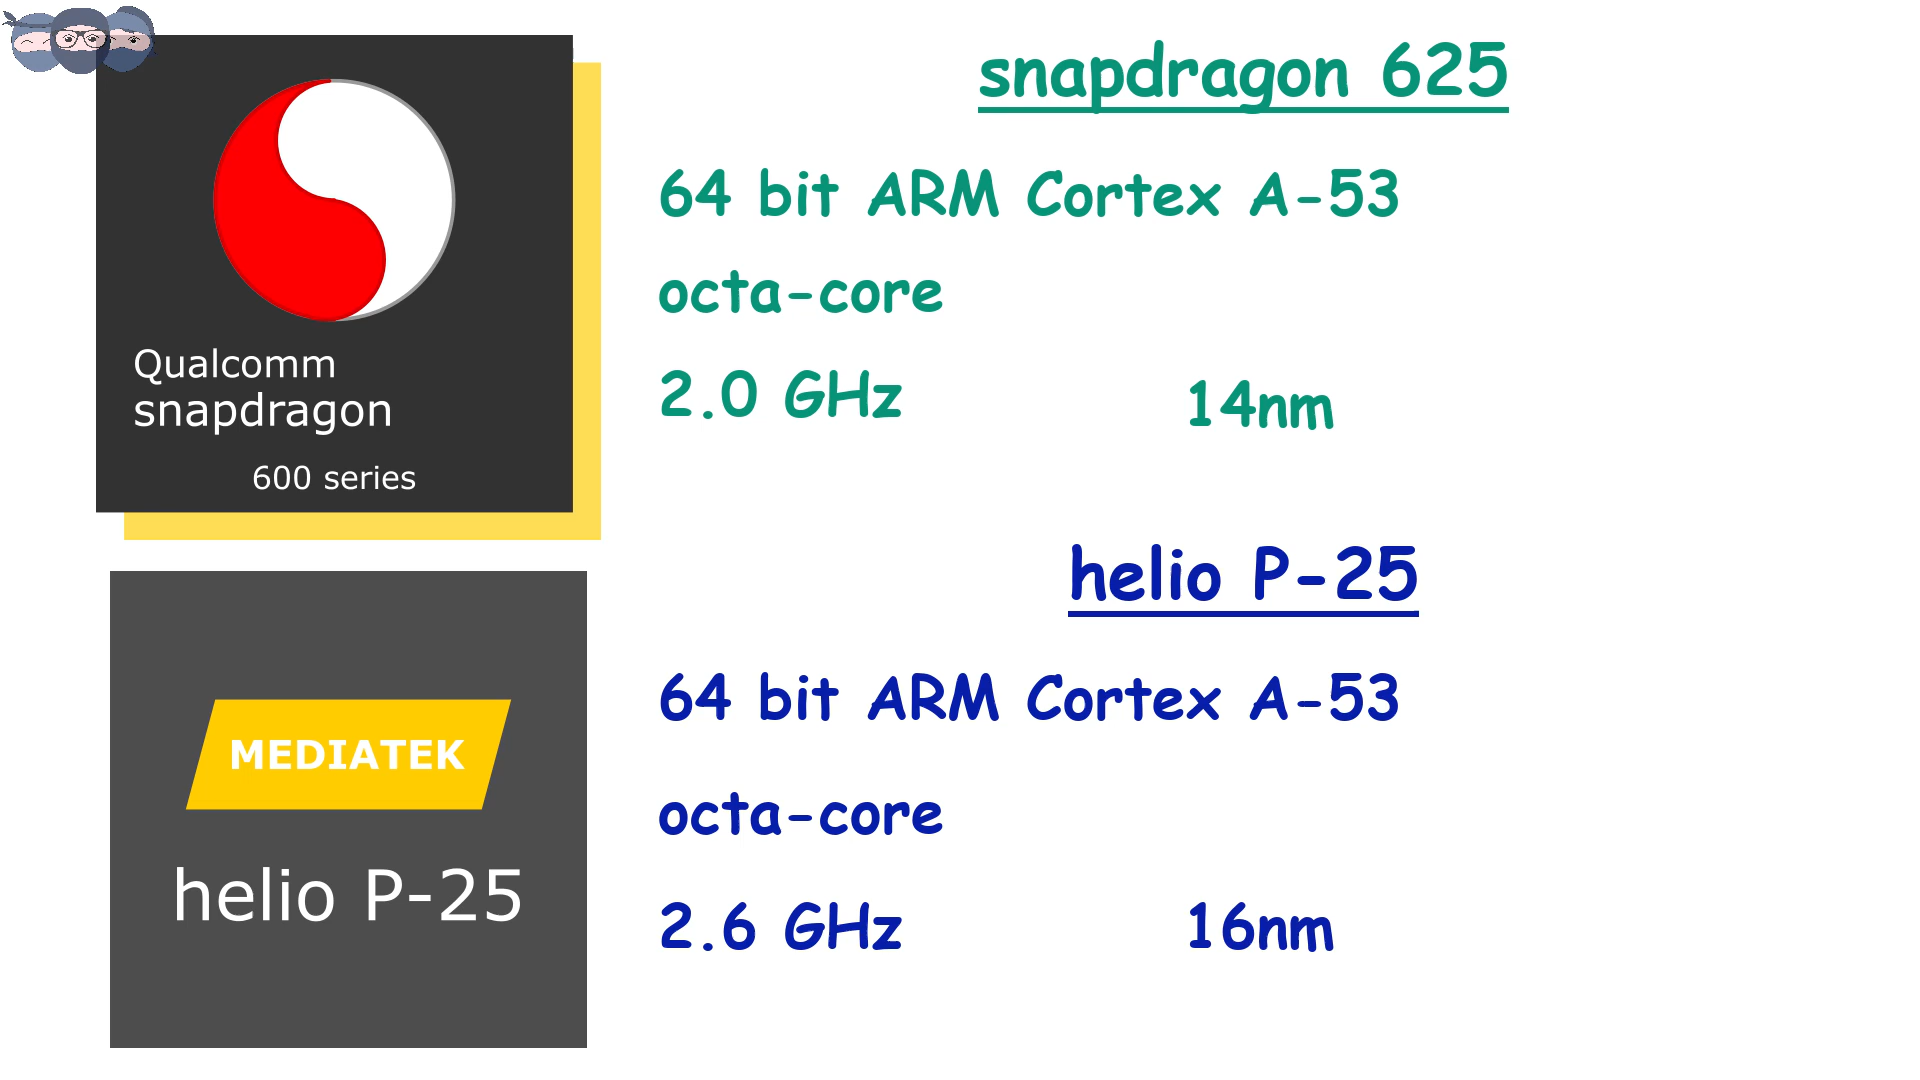 Qualcomm
snapdragon
600 series
snapdragon 625
64 bit ARM Cortex A-53
octa-core
2.0 GHz 14nm
MEDIATEK
helio P-25
helio P-25
64 bit ARM Cortex A-53
octa-core
2.6 GHz 16nm